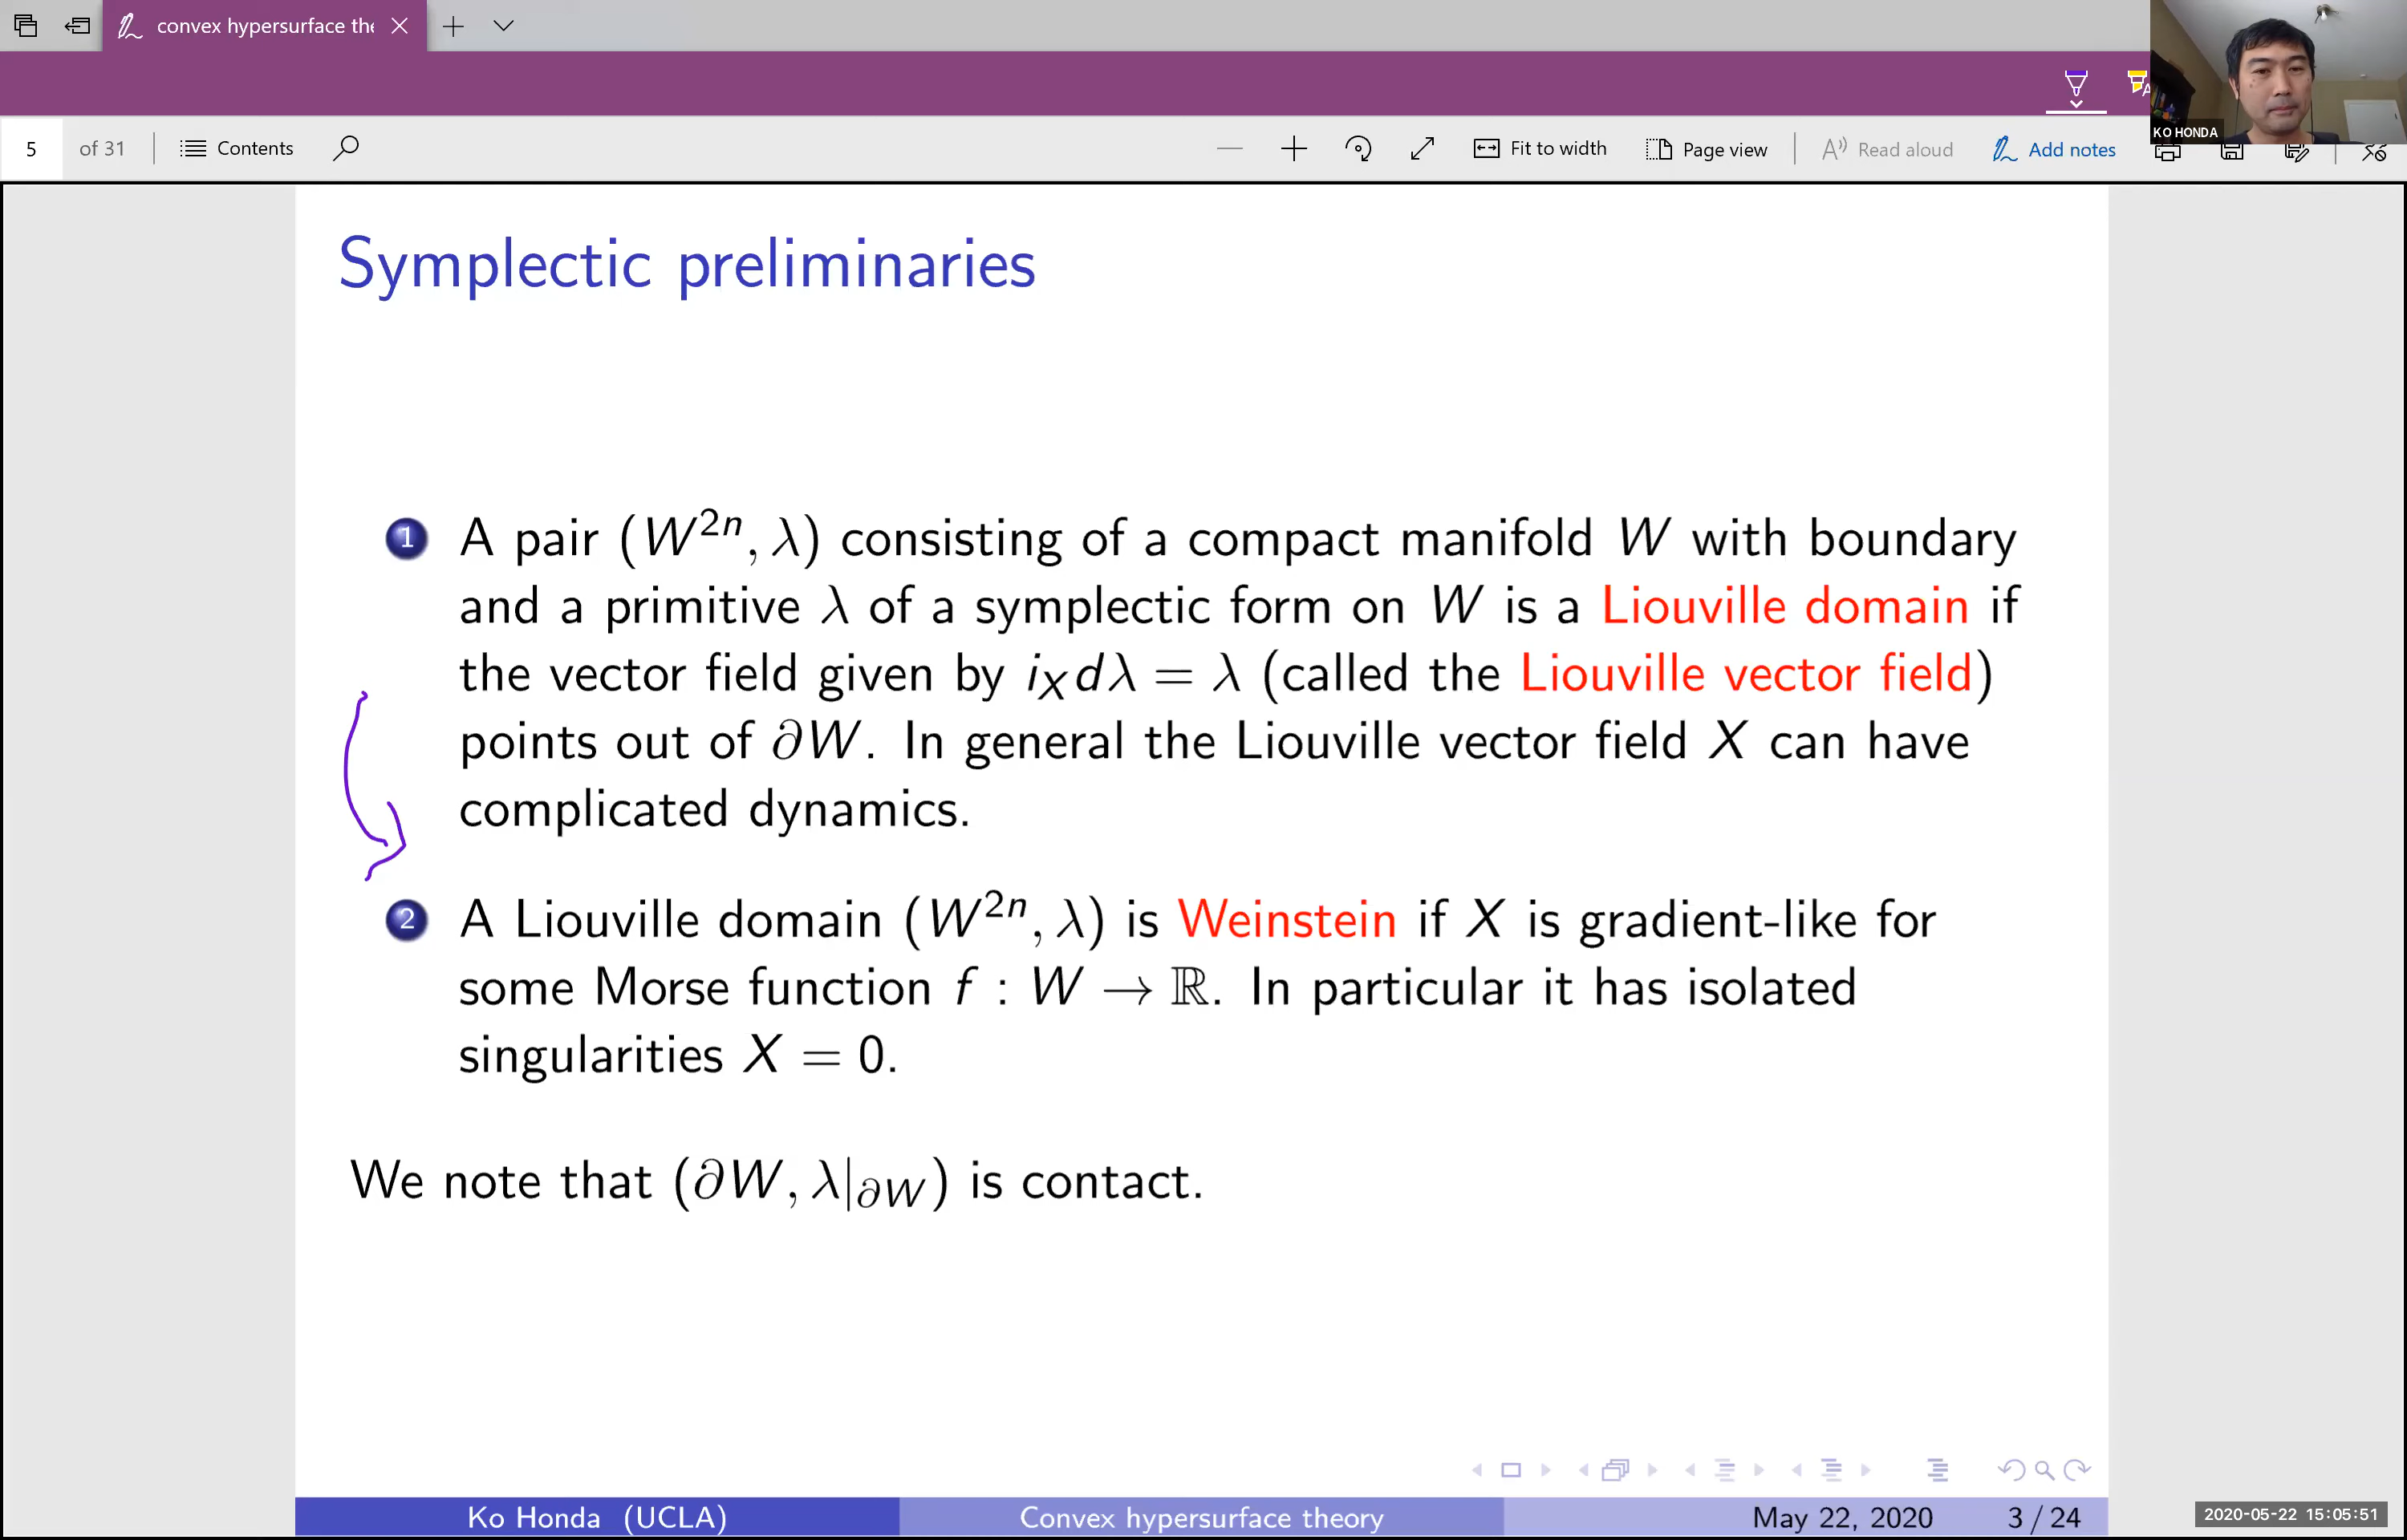 convex hypersurface the
5 of 31 Contents Fit to width Page view Read aloud Add notes
KO HONDA
Symplectic preliminaries
1 A pair (W²ⁿ, λ) consisting of a compact manifold W with boundary
and a primitive λ of a symplectic form on W is a Liouville domain if
the vector field given by i_X dλ = λ (called the Liouville vector field)
points out of ∂W. In general the Liouville vector field X can have
complicated dynamics.
2 A Liouville domain (W²ⁿ, λ) is Weinstein if X is gradient-like for
some Morse function f : W → ℝ. In particular it has isolated
singularities X = 0.
We note that (∂W, λ|_∂W) is contact.
Ko Honda (UCLA) Convex hypersurface theory May 22, 2020 3 / 24
2020-05-22 15:05:51